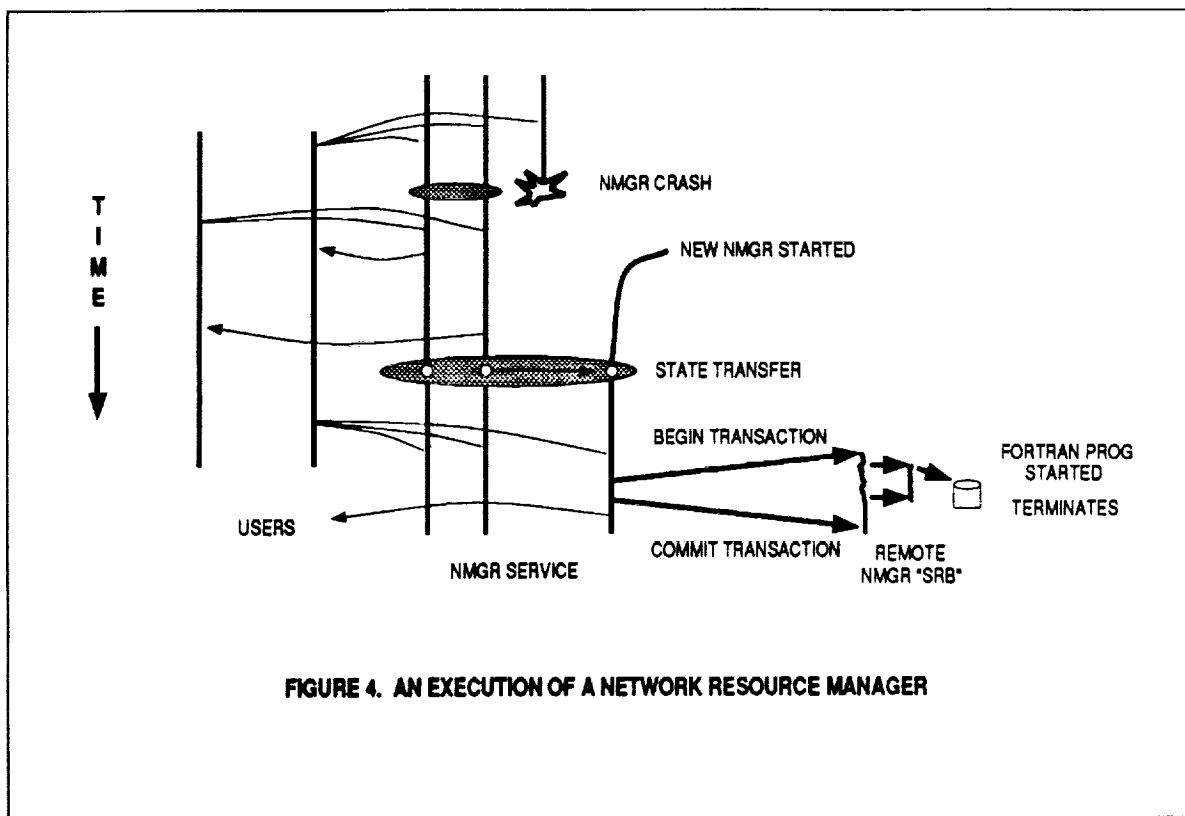 NMGR CRASH
TIME
NEW NMGR STARTED
STATE TRANSFER
BEGIN TRANSACTION
FORTRAN PROG
STARTED
TERMINATES
USERS
COMMIT TRANSACTION
REMOTE
NMGR "SRB"
NMGR SERVICE
FIGURE 4. AN EXECUTION OF A NETWORK RESOURCE MANAGER